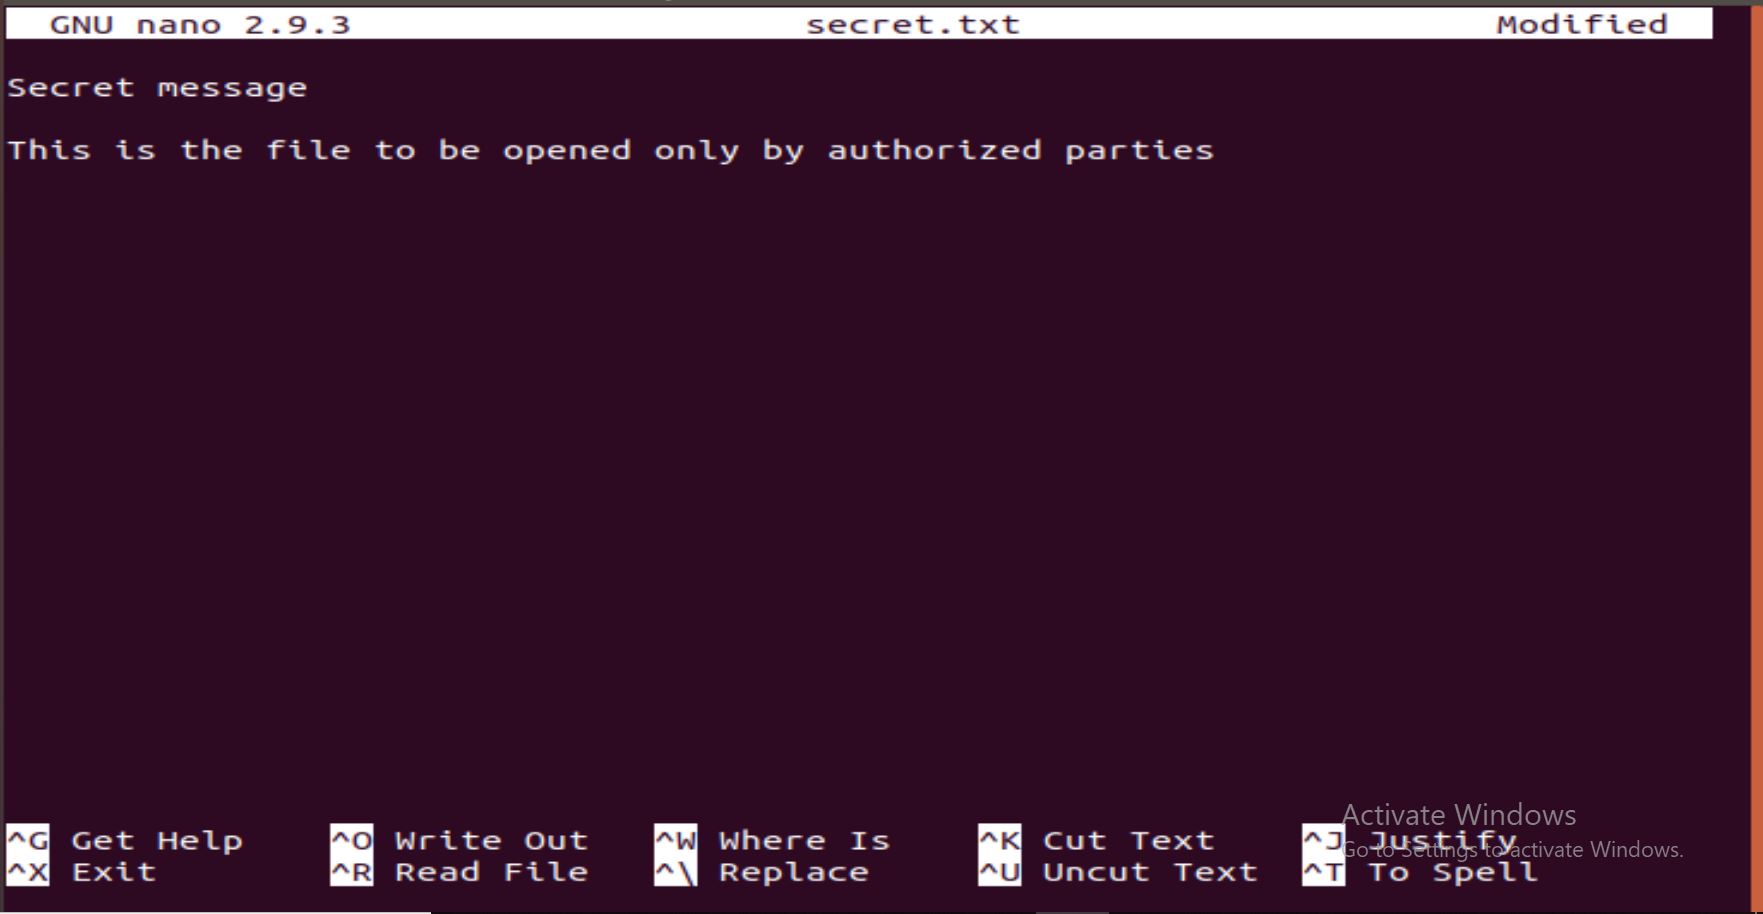 GNU nano 2.9.3 secret.txt Modified
Secret message
This is the file to be opened only by authorized parties
^G Get Help ^O Write Out ^W Where Is ^K Cut Text ^J Justify
^X Exit ^R Read File ^\ Replace ^U Uncut Text ^T To Spell
Activate Windows
Go to Settings to activate Windows.